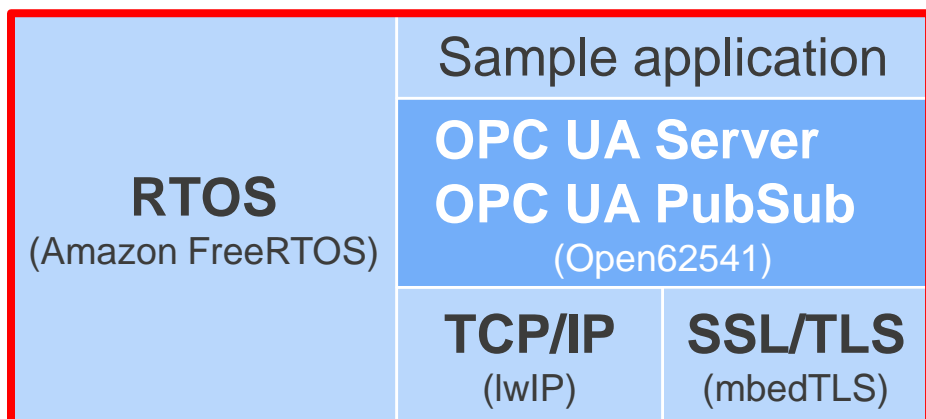 RTOS
(Amazon FreeRTOS)
Sample application
OPC UA Server
OPC UA PubSub
(Open62541)
TCP/IP
(lwIP)
SSL/TLS
(mbedTLS)